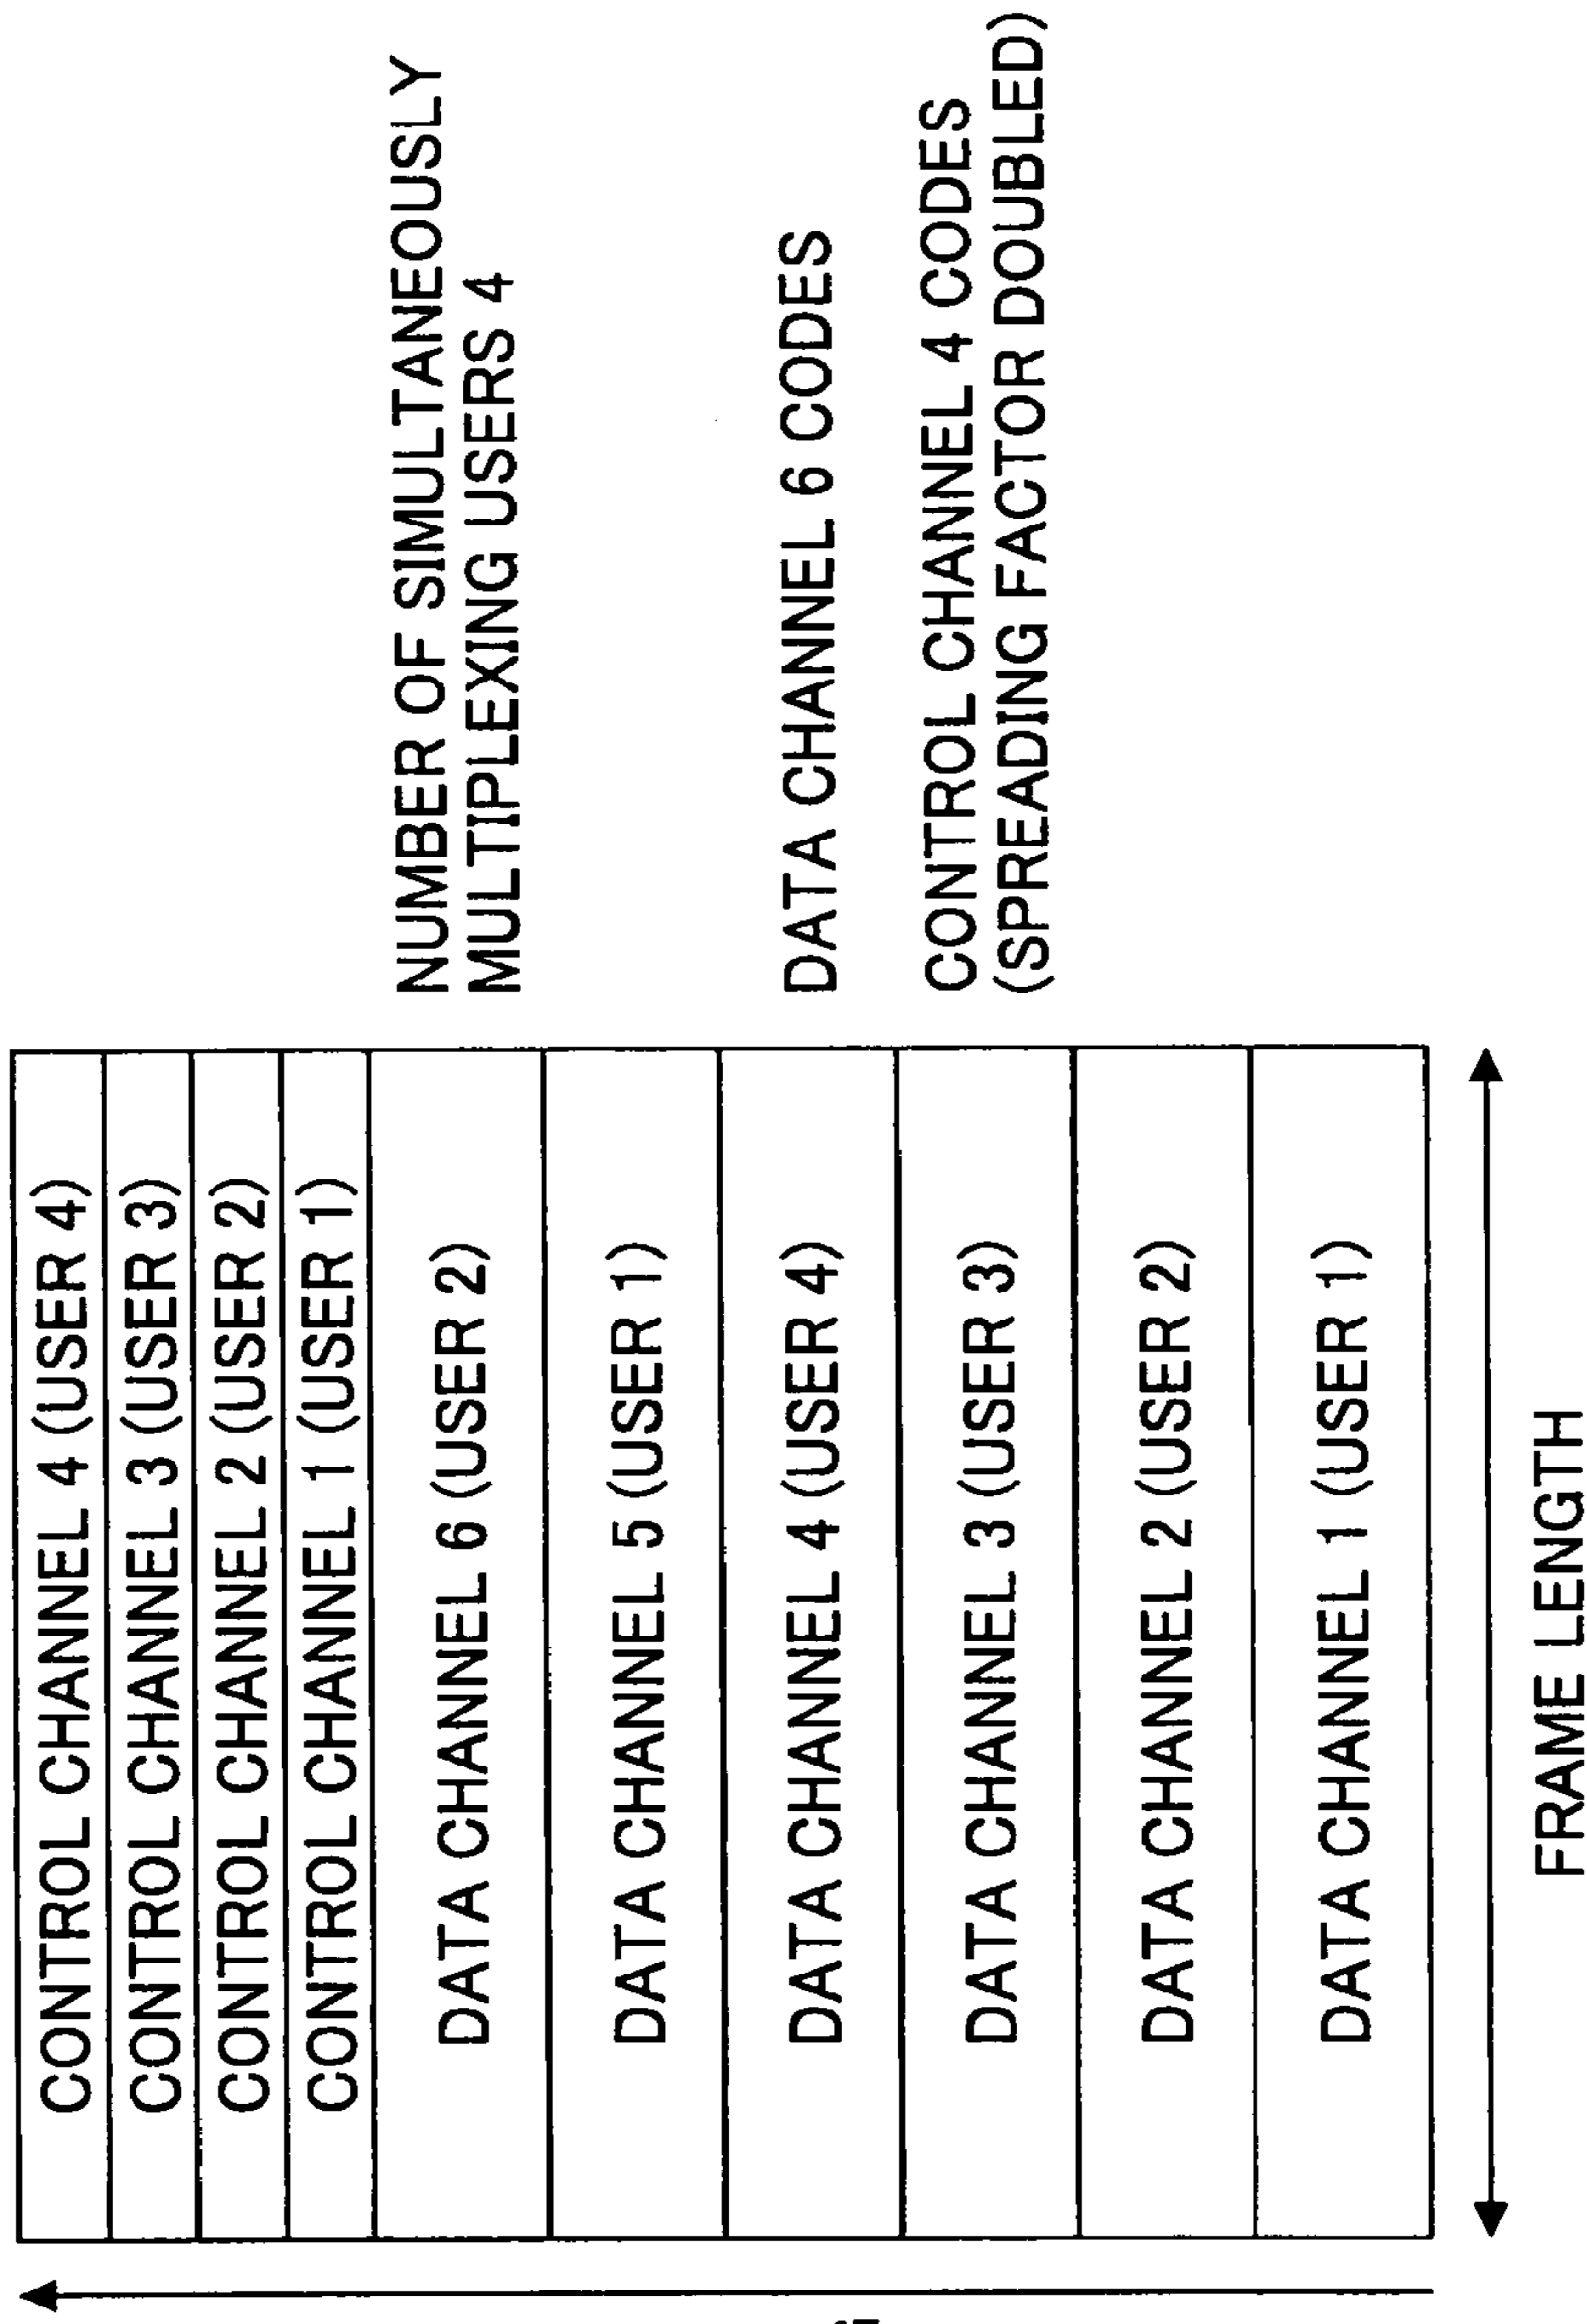 CONTROL CHANNEL 4 (USER 4)
CONTROL CHANNEL 3 (USER 3)
CONTROL CHANNEL 2 (USER 2)
CONTROL CHANNEL 1 (USER 1)
DATA CHANNEL 6 (USER 2)
DATA CHANNEL 5 (USER 1)
DATA CHANNEL 4 (USER 4)
DATA CHANNEL 3 (USER 3)
DATA CHANNEL 2 (USER 2)
DATA CHANNEL 1 (USER 1)
FRAME LENGTH
NUMBER OF SIMULTANEOUSLY
MULTIPLEXING USERS 4
DATA CHANNEL 6 CODES
CONTROL CHANNEL 4 CODES
(SPREADING FACTOR DOUBLED)